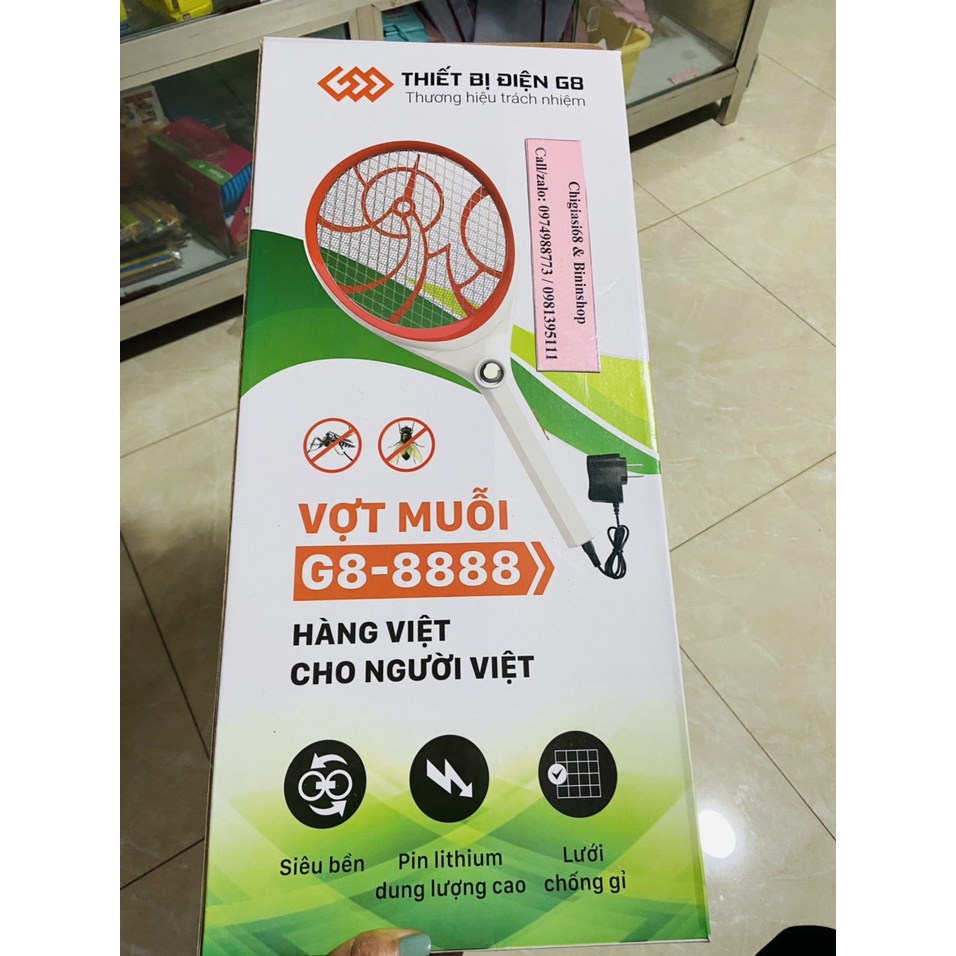 THIẾT BỊ ĐIỆN G8
Thương hiệu trách nhiệm
Chigiasi68 & Bininshop
Call/zalo: 0974988773 / 0981395111
VỢT MUỖI
G8-8888
HÀNG VIỆT
CHO NGƯỜI VIỆT
Siêu bền
Pin lithium
dung lượng cao
Lưới
chống gỉ